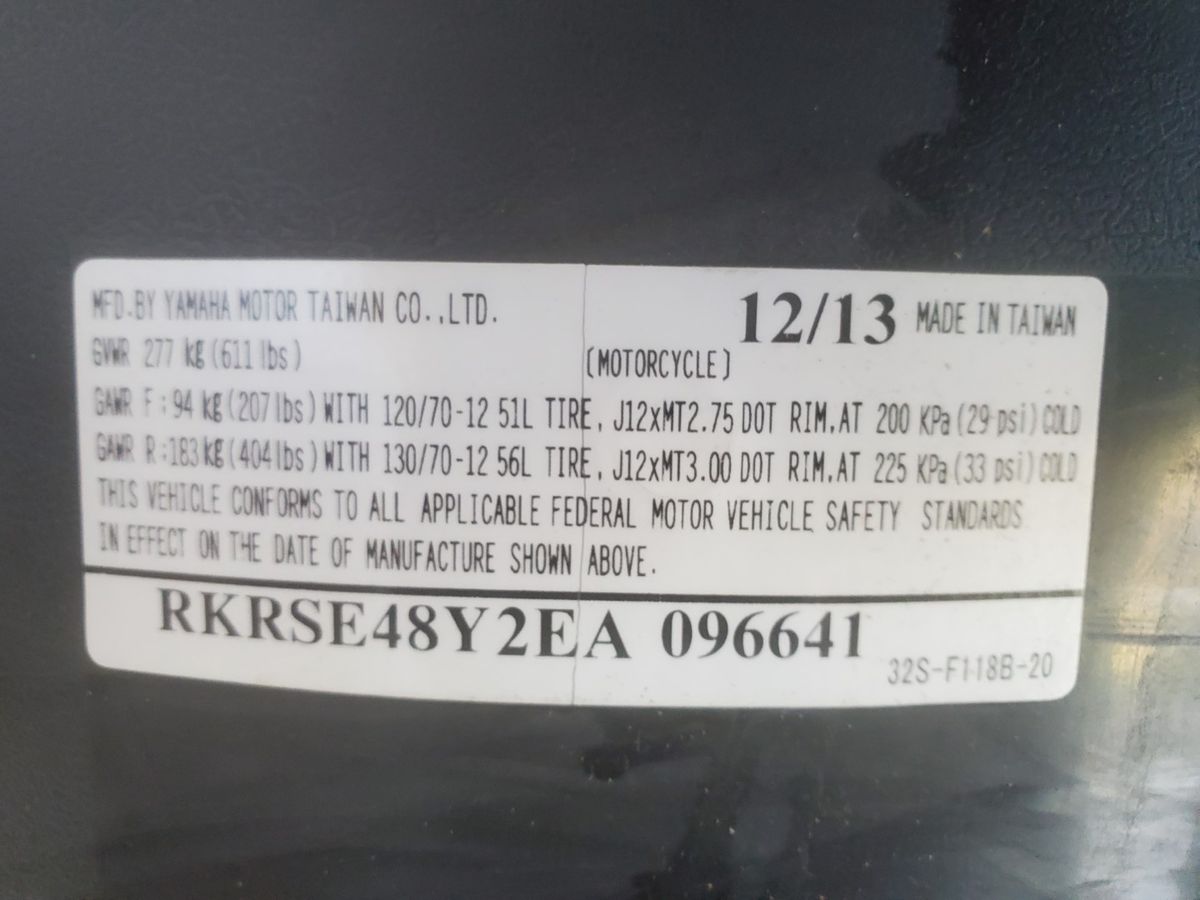 MFD.BY YAMAHA MOTOR TAIWAN CO.,LTD. 12/13 MADE IN TAIWAN
GVWR 277 kg (611 lbs) (MOTORCYCLE)
GAWR F : 94 kg (207 lbs) WITH 120/70-12 51L TIRE, J12xMT2.75 DOT RIM.AT 200 KPa (29 psi) COLD
GAWR R :183 kg (404 lbs) WITH 130/70-12 56L TIRE, J12xMT3.00 DOT RIM.AT 225 KPa (33 psi) COLD
THIS VEHICLE CONFORMS TO ALL APPLICABLE FEDERAL MOTOR VEHICLE SAFETY STANDARDS
IN EFFECT ON THE DATE OF MANUFACTURE SHOWN ABOVE.
RKRSE48Y2EA 096641
32S-F118B-20